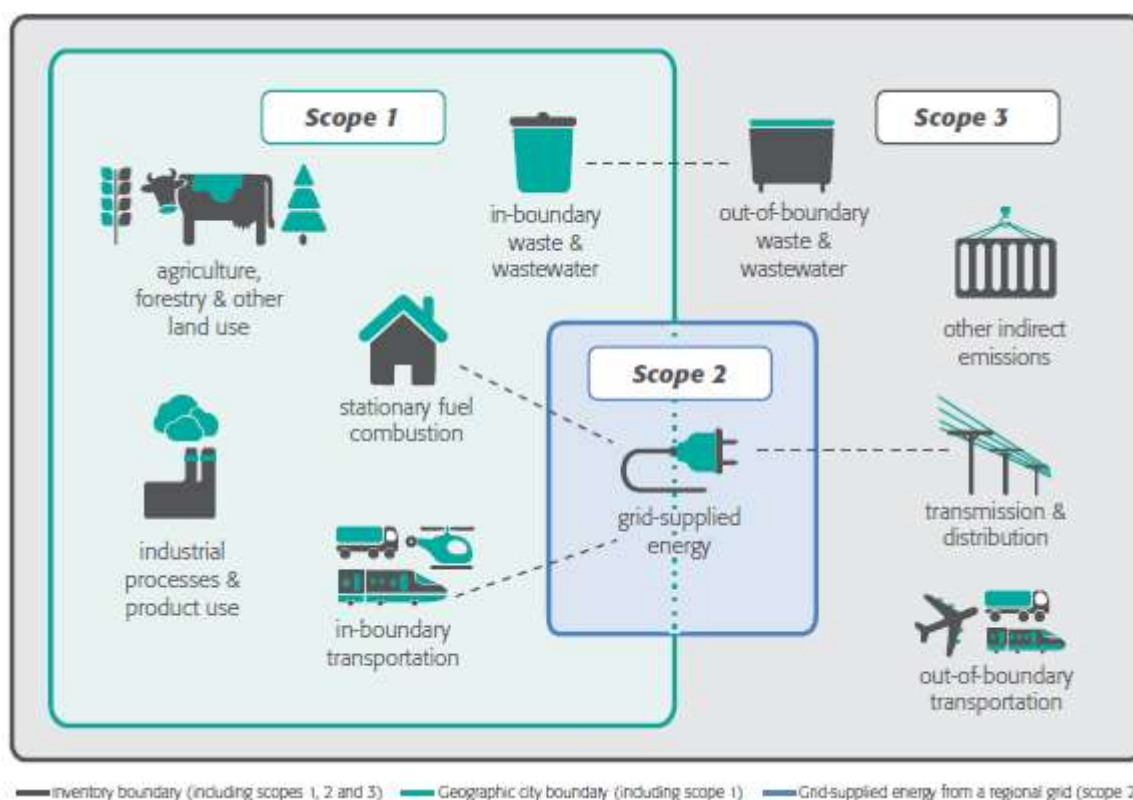 Scope 1
Scope 3
in-boundary
waste &
wastewater
out-of-boundary
waste &
wastewater
agriculture,
forestry & other
land use
other indirect
emissions
Scope 2
stationary fuel
combustion
grid-supplied
energy
transmission &
distribution
industrial
processes &
product use
in-boundary
transportation
out-of-boundary
transportation
Inventory boundary (including scopes 1, 2 and 3) Geographic city boundary (including scope 1) Grid-supplied energy from a regional grid (scope 2